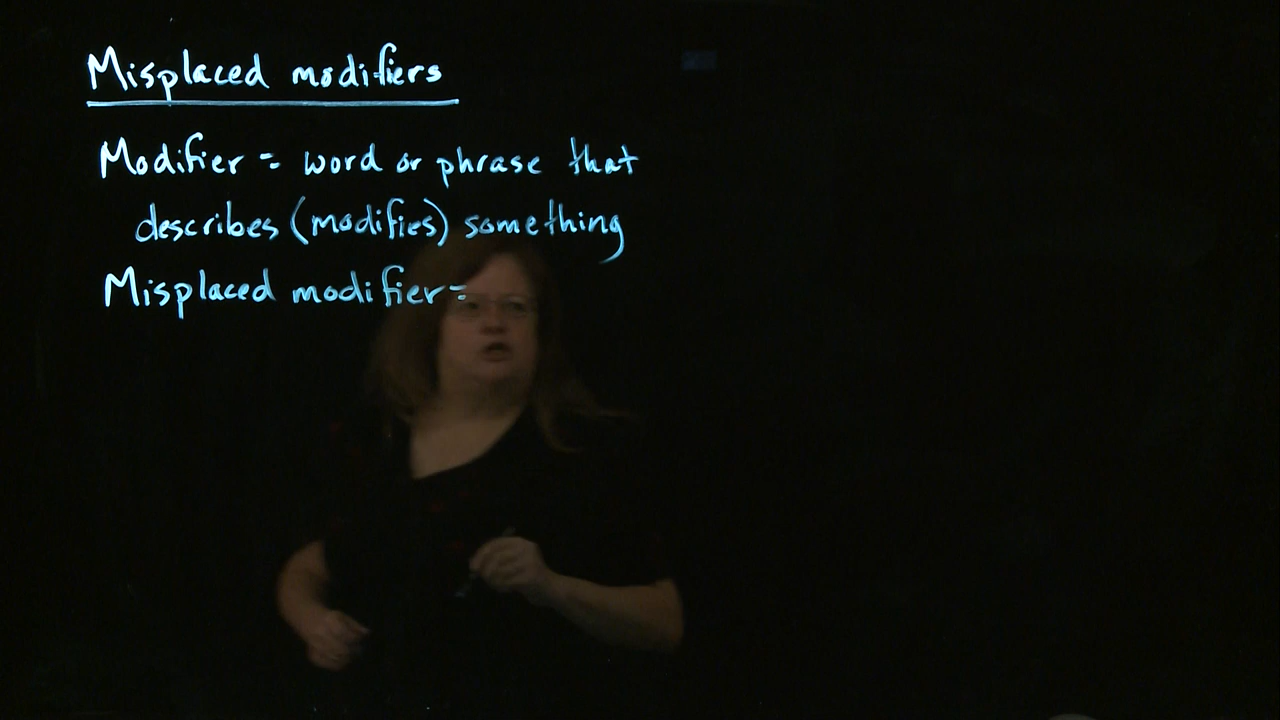 Misplaced modifiers
Modifier = word or phrase that
describes (modifies) something
Misplaced modifier =